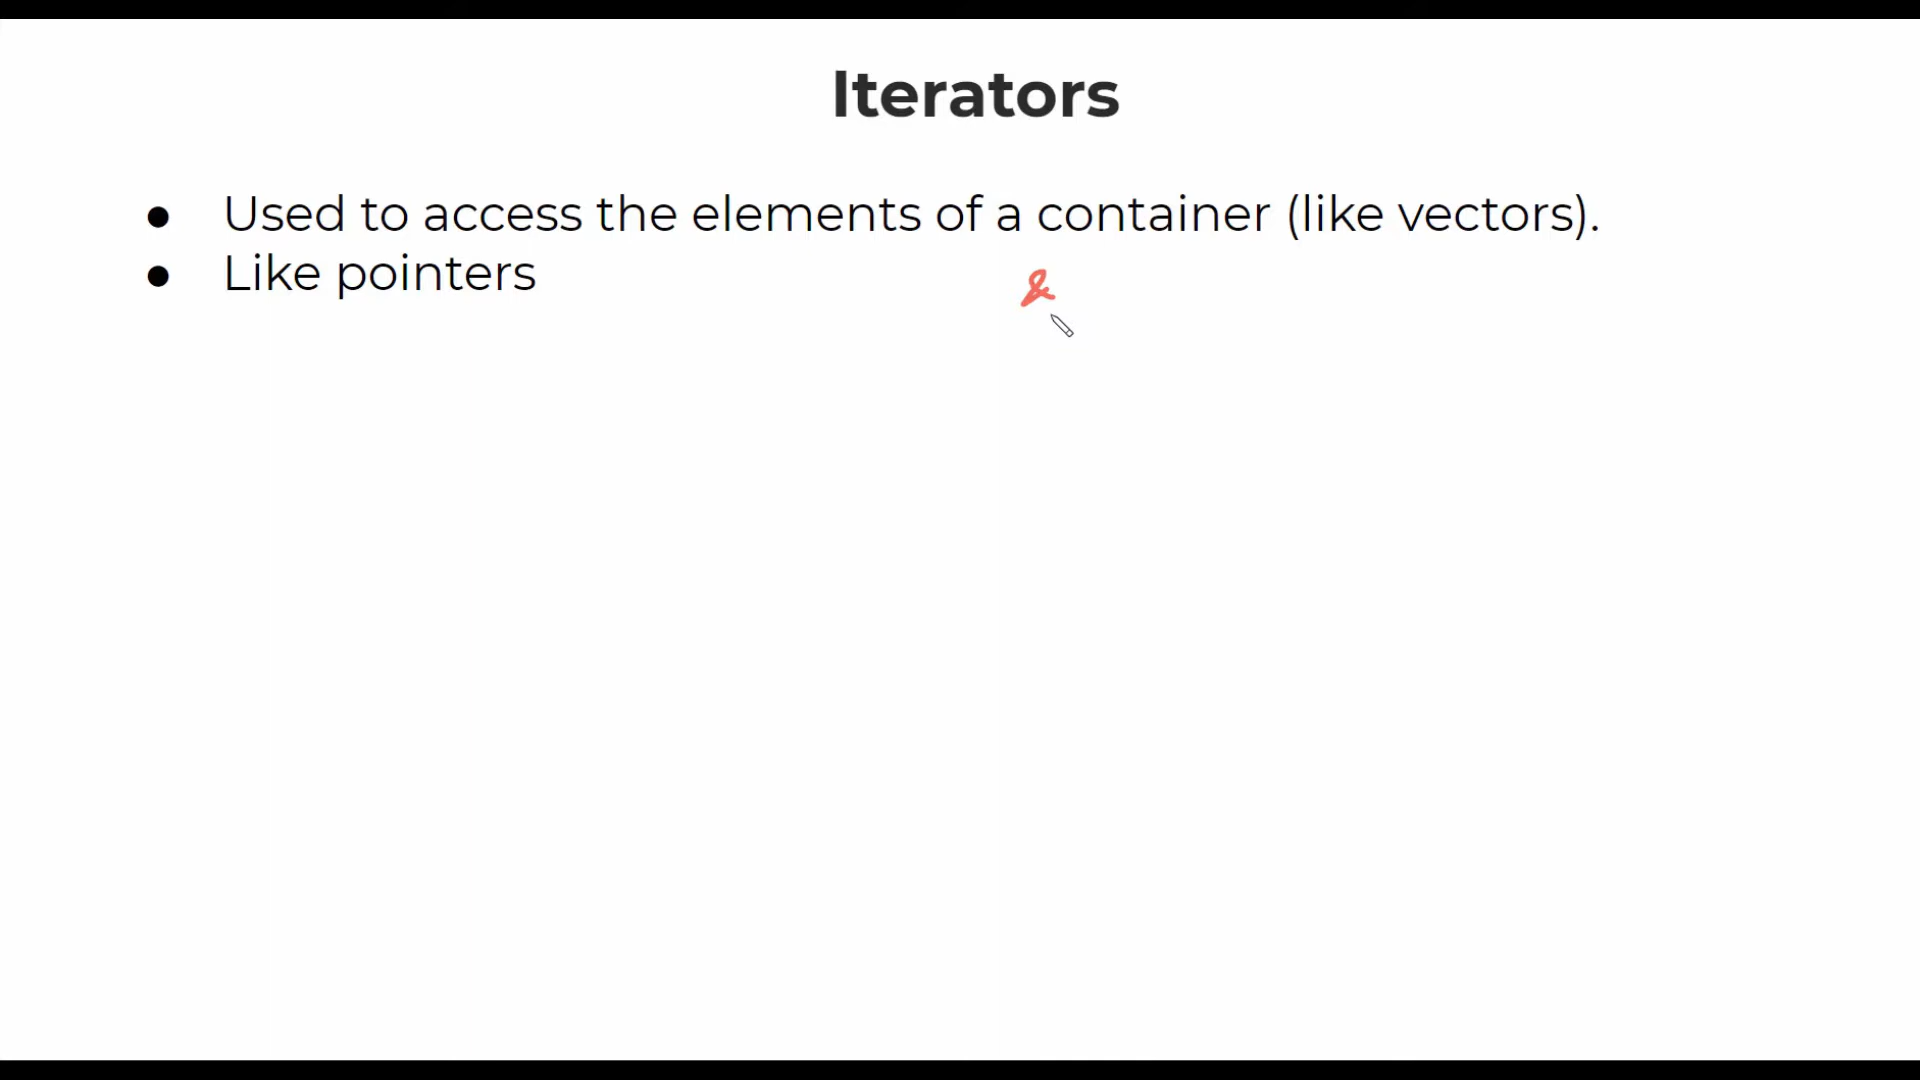 Iterators
● Used to access the elements of a container (like vectors).
● Like pointers
&